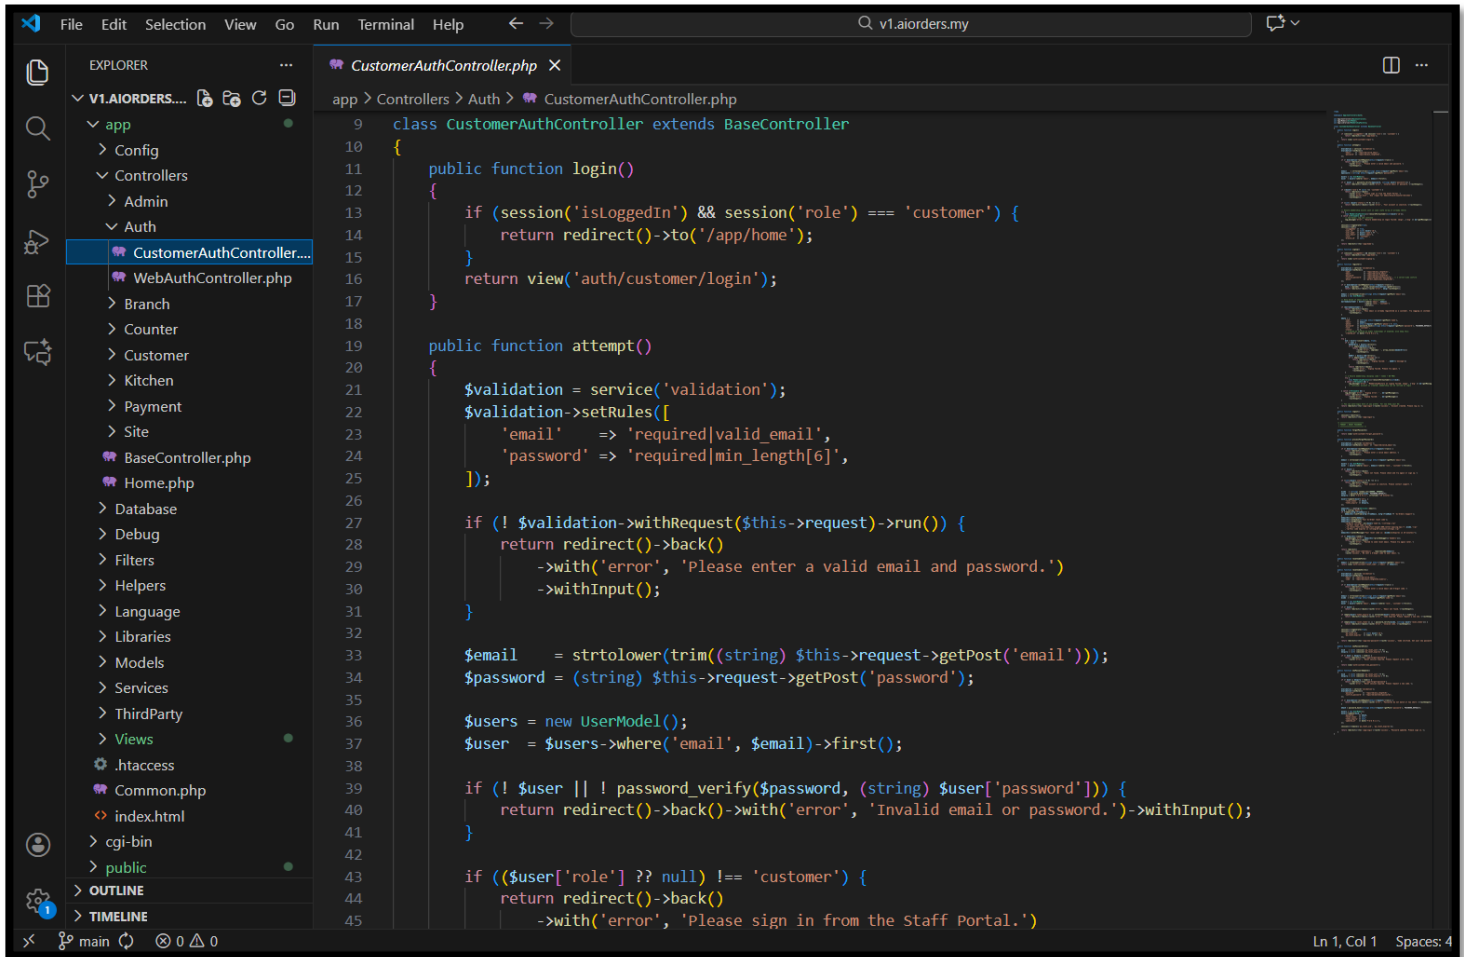 File Edit Selection View Go Run Terminal Help
v1.aiorders.my
EXPLORER
V1.AIORDERS....
app
Config
Controllers
Admin
Auth
CustomerAuthController....
WebAuthController.php
Branch
Counter
Customer
Kitchen
Payment
Site
BaseController.php
Home.php
Database
Debug
Filters
Helpers
Language
Libraries
Models
Services
ThirdParty
Views
.htaccess
Common.php
index.html
cgi-bin
public
OUTLINE
TIMELINE
CustomerAuthController.php
app > Controllers > Auth > CustomerAuthController.php
9 class CustomerAuthController extends BaseController
10 {
11     public function login()
12     {
13         if (session('isLoggedIn') && session('role') === 'customer') {
14             return redirect()->to('/app/home');
15         }
16         return view('auth/customer/login');
17     }
18
19     public function attempt()
20     {
21         $validation = service('validation');
22         $validation->setRules([
23             'email'    => 'required|valid_email',
24             'password' => 'required|min_length[6]',
25         ]);
26
27         if (! $validation->withRequest($this->request)->run()) {
28             return redirect()->back()
29                 ->with('error', 'Please enter a valid email and password.')
30                 ->withInput();
31         }
32
33         $email    = strtolower(trim((string) $this->request->getPost('email')));
34         $password = (string) $this->request->getPost('password');
35
36         $users = new UserModel();
37         $user  = $users->where('email', $email)->first();
38
39         if (! $user || ! password_verify($password, (string) $user['password'])) {
40             return redirect()->back()->with('error', 'Invalid email or password.')->withInput();
41         }
42
43         if (($user['role'] ?? null) !== 'customer') {
44             return redirect()->back()
45                 ->with('error', 'Please sign in from the Staff Portal.')
1
main 0 0
Ln 1, Col 1 Spaces: 4